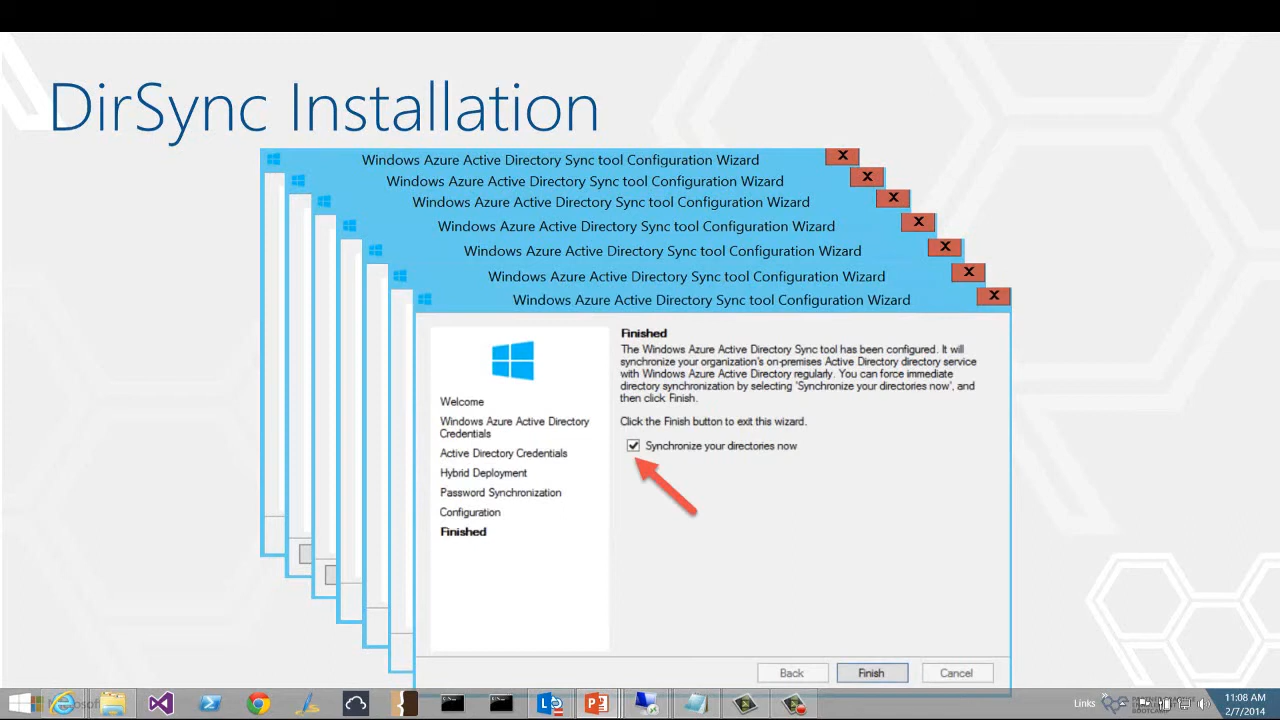 DirSync Installation
Windows Azure Active Directory Sync tool Configuration Wizard
X
Windows Azure Active Directory Sync tool Configuration Wizard
X
Windows Azure Active Directory Sync tool Configuration Wizard
X
Windows Azure Active Directory Sync tool Configuration Wizard
X
Windows Azure Active Directory Sync tool Configuration Wizard
X
Windows Azure Active Directory Sync tool Configuration Wizard
X
Windows Azure Active Directory Sync tool Configuration Wizard
X
Welcome
Windows Azure Active Directory
Credentials
Active Directory Credentials
Hybrid Deployment
Password Synchronization
Configuration
Finished
Finished
The Windows Azure Active Directory Sync tool has been configured. It will
synchronize your organization's on-premises Active Directory directory service
with Windows Azure Active Directory regularly. You can force immediate
directory synchronization by selecting 'Synchronize your directories now', and
then click Finish.
Click the Finish button to exit this wizard.
Synchronize your directories now
Back
Finish
Cancel
Links
11:08 AM
2/7/2014